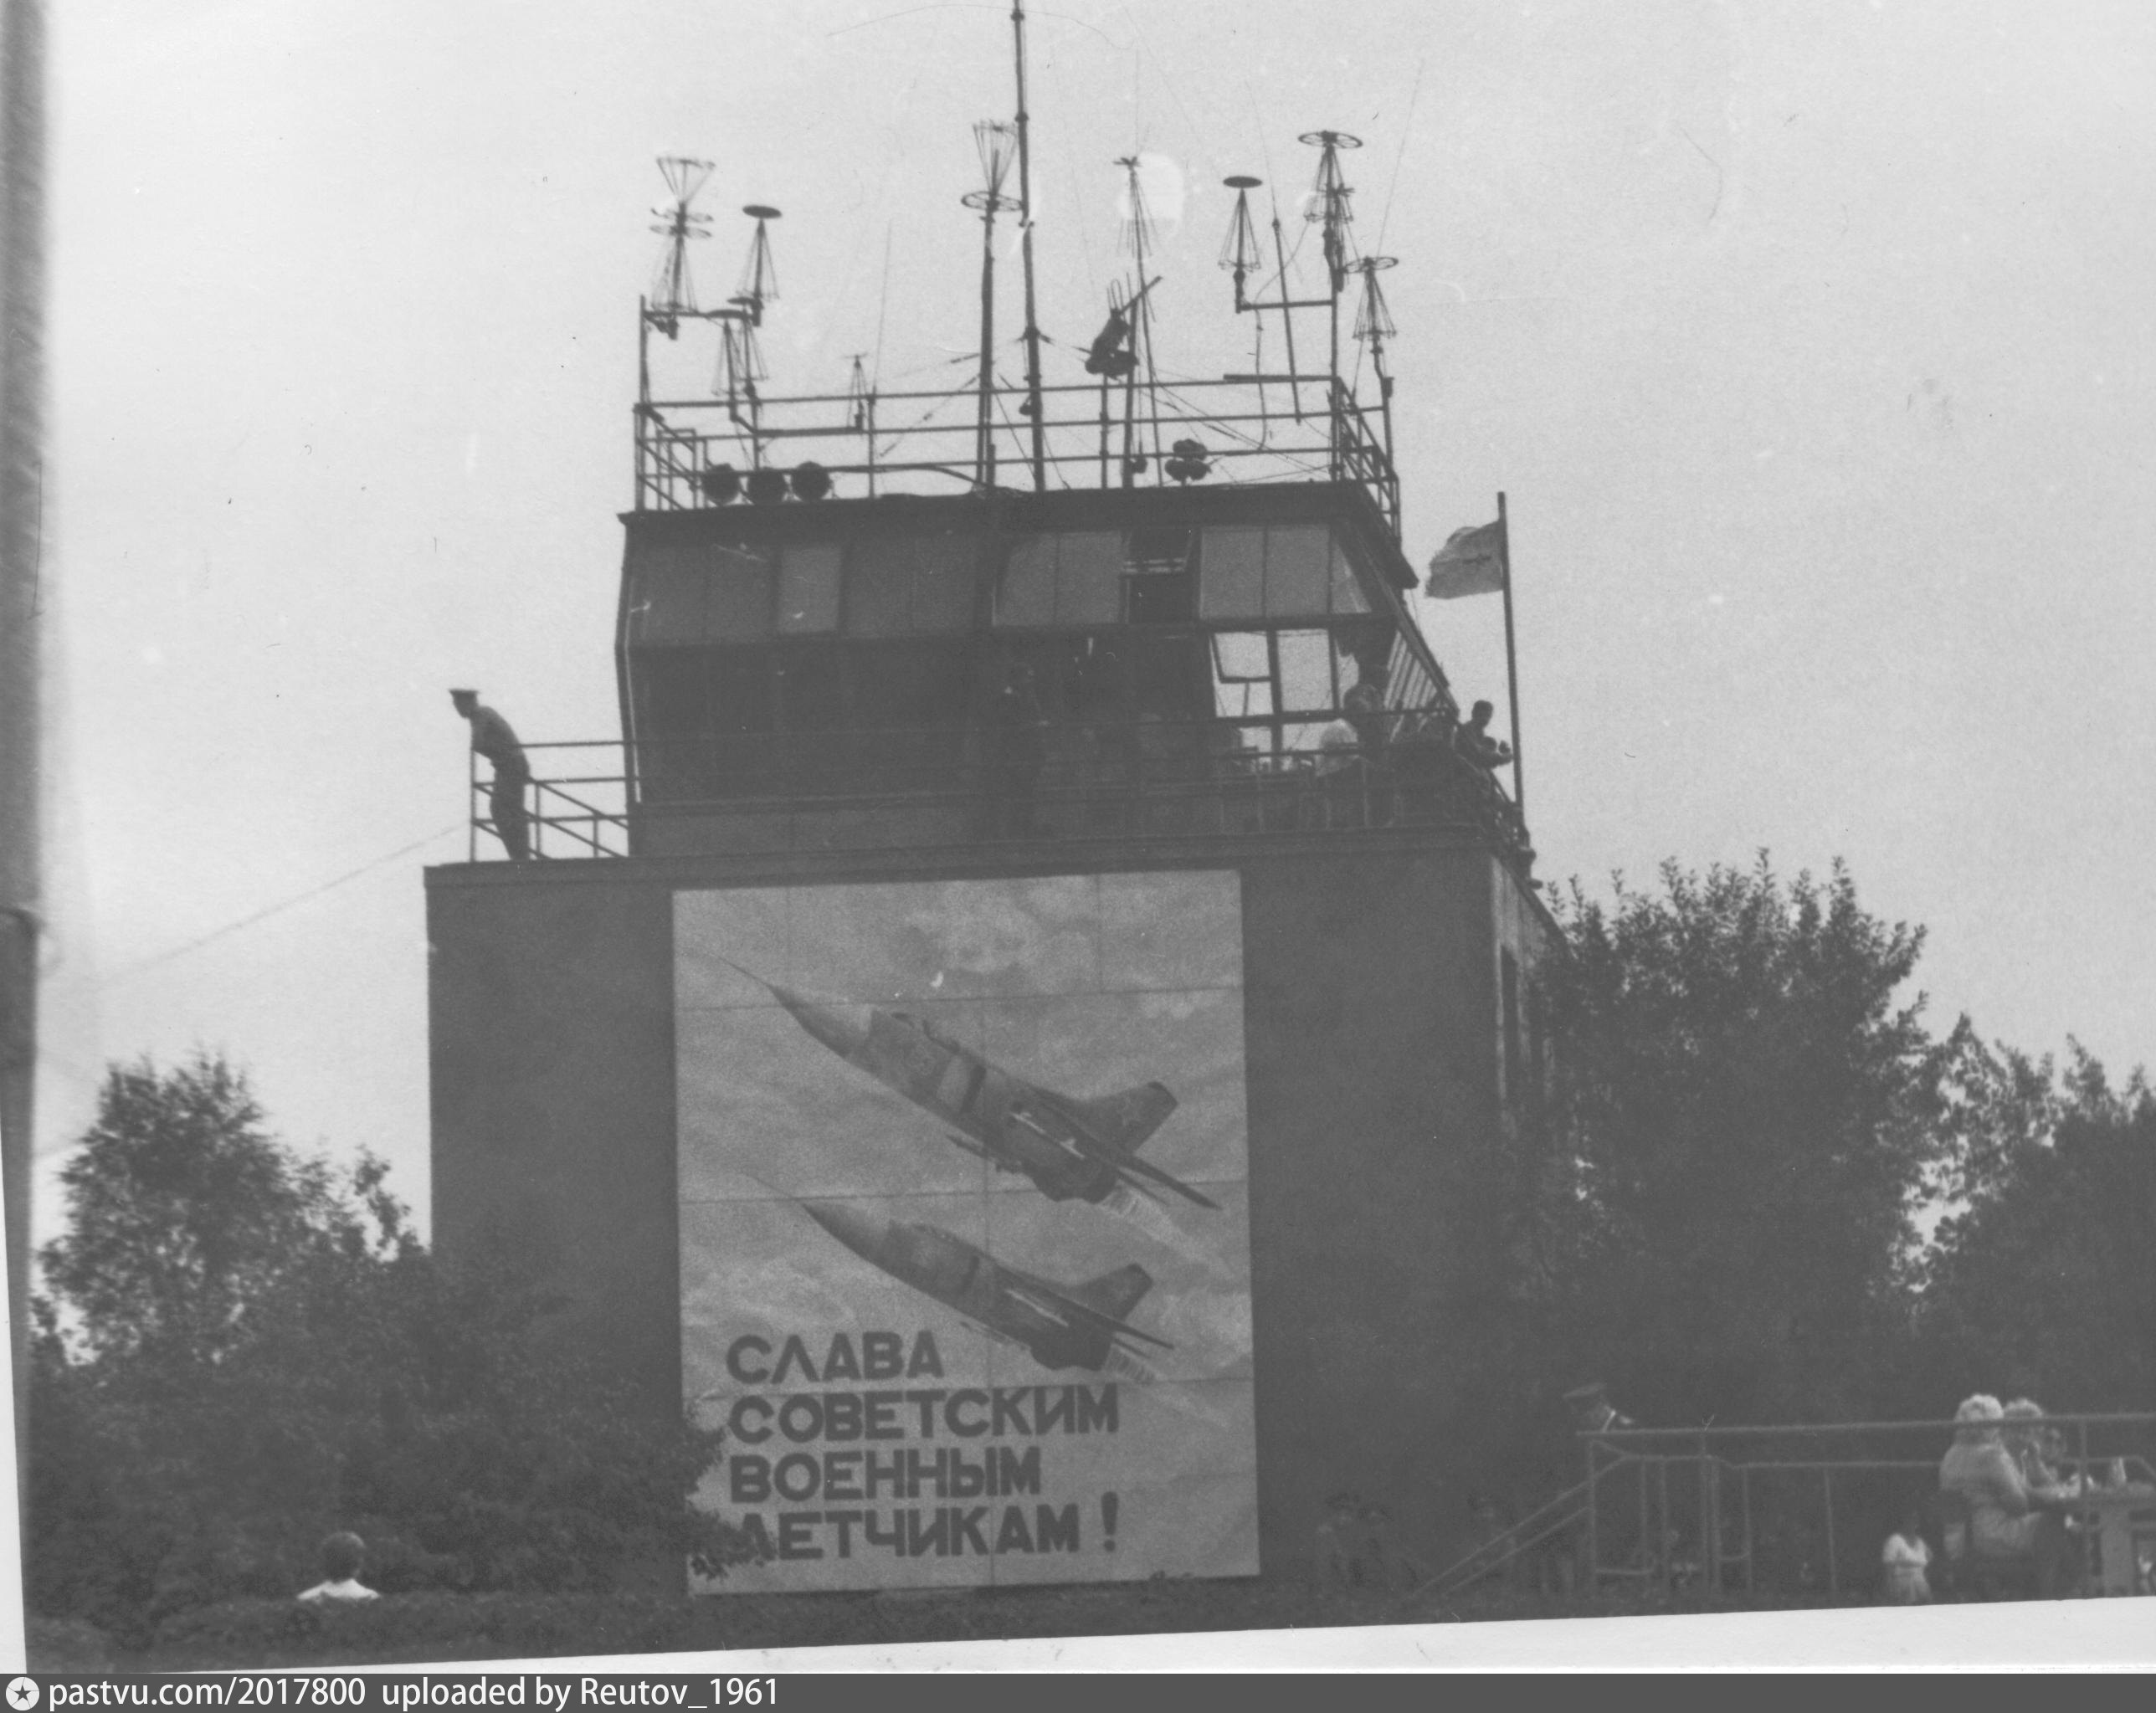 СЛАВА
СОВЕТСКИМ
ВОЕННЫМ
ЛЕТЧИКАМ!
pastvu.com/2017800 uploaded by Reutov_1961